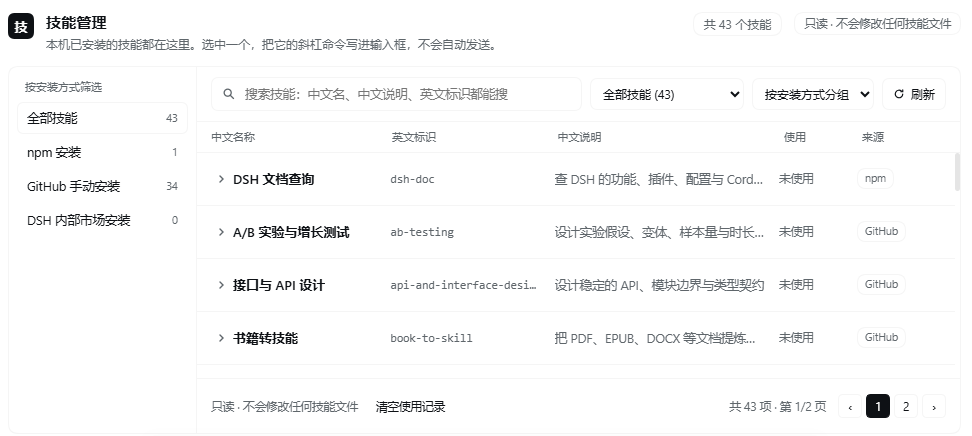 技
技能管理
共 43 个技能
只读 · 不会修改任何技能文件
本机已安装的技能都在这里。选中一个，把它的斜杠命令写进输入框，不会自动发送。
按安装方式筛选
全部技能 43
npm 安装 1
GitHub 手动安装 34
DSH 内部市场安装 0
搜索技能：中文名、中文说明、英文标识都能搜
全部技能 (43)
按安装方式分组
刷新
中文名称 英文标识 中文说明 使用 来源
DSH 文档查询 dsh-doc 查 DSH 的功能、插件、配置与 Cord... 未使用 npm
A/B 实验与增长测试 ab-testing 设计实验假设、变体、样本量与时长... 未使用 GitHub
接口与 API 设计 api-and-interface-desi... 设计稳定的 API、模块边界与类型契约 未使用 GitHub
书籍转技能 book-to-skill 把 PDF、EPUB、DOCX 等文档提炼... 未使用 GitHub
只读 · 不会修改任何技能文件 清空使用记录 共 43 项 · 第 1/2 页 ‹ 1 2 ›